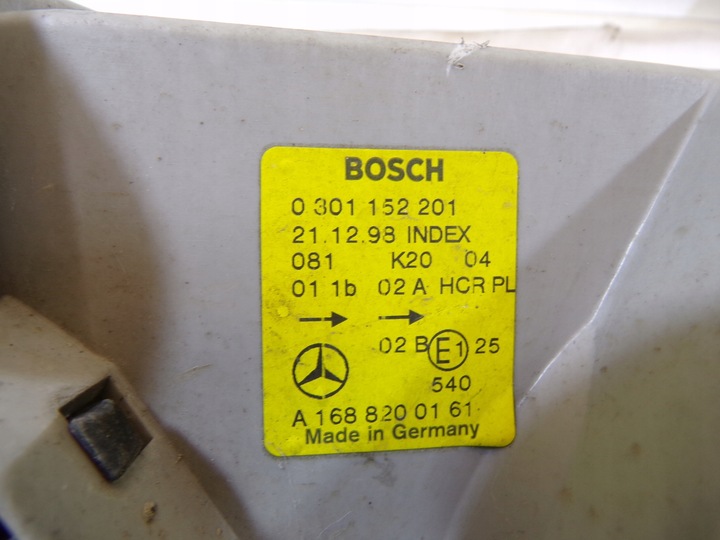 BOSCH
0 301 152 201
21.12.98 INDEX
081 K20 04
01 1b 02 A HCR PL
→ →
02 B E1 25
540
A 168 820 01 61
Made in Germany